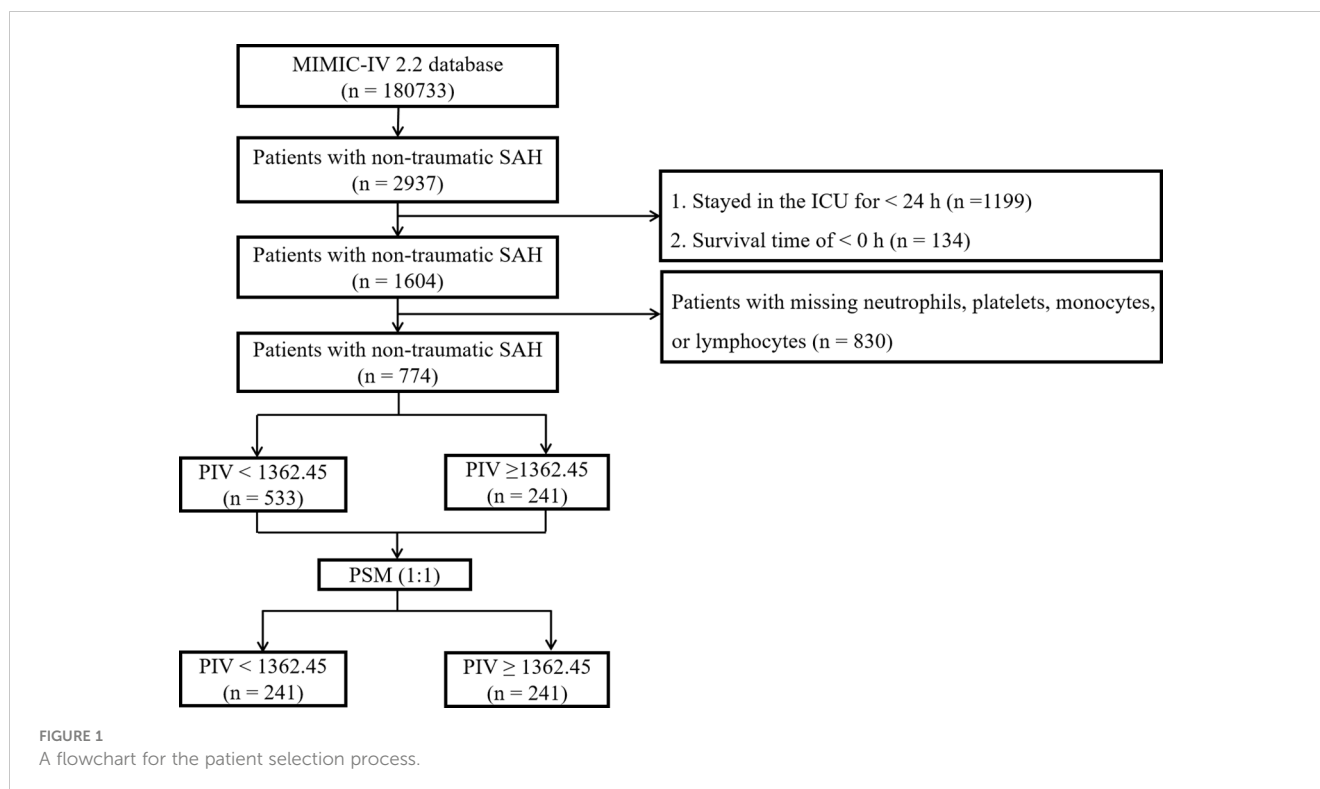 MIMIC-IV 2.2 database
(n = 180733)
Patients with non-traumatic SAH
(n = 2937)
1. Stayed in the ICU for < 24 h (n =1199)
2. Survival time of < 0 h (n = 134)
Patients with non-traumatic SAH
(n = 1604)
Patients with missing neutrophils, platelets, monocytes,
or lymphocytes (n = 830)
Patients with non-traumatic SAH
(n = 774)
PIV < 1362.45
(n = 533)
PIV ≥1362.45
(n = 241)
PSM (1:1)
PIV < 1362.45
(n = 241)
PIV ≥ 1362.45
(n = 241)
FIGURE 1
A flowchart for the patient selection process.